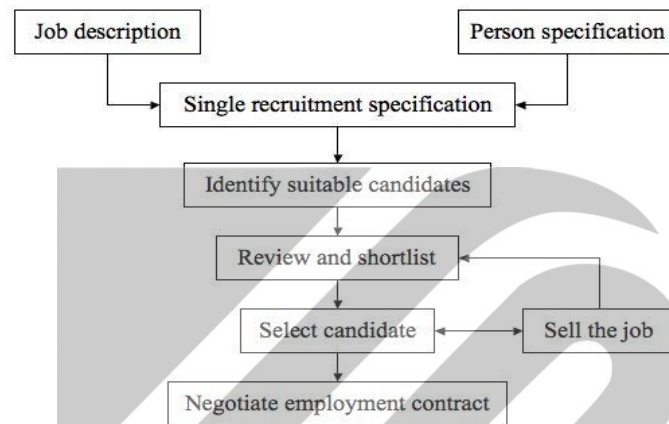 Job description
Person specification
Single recruitment specification
Identify suitable candidates
Review and shortlist
Select candidate
Sell the job
Negotiate employment contract